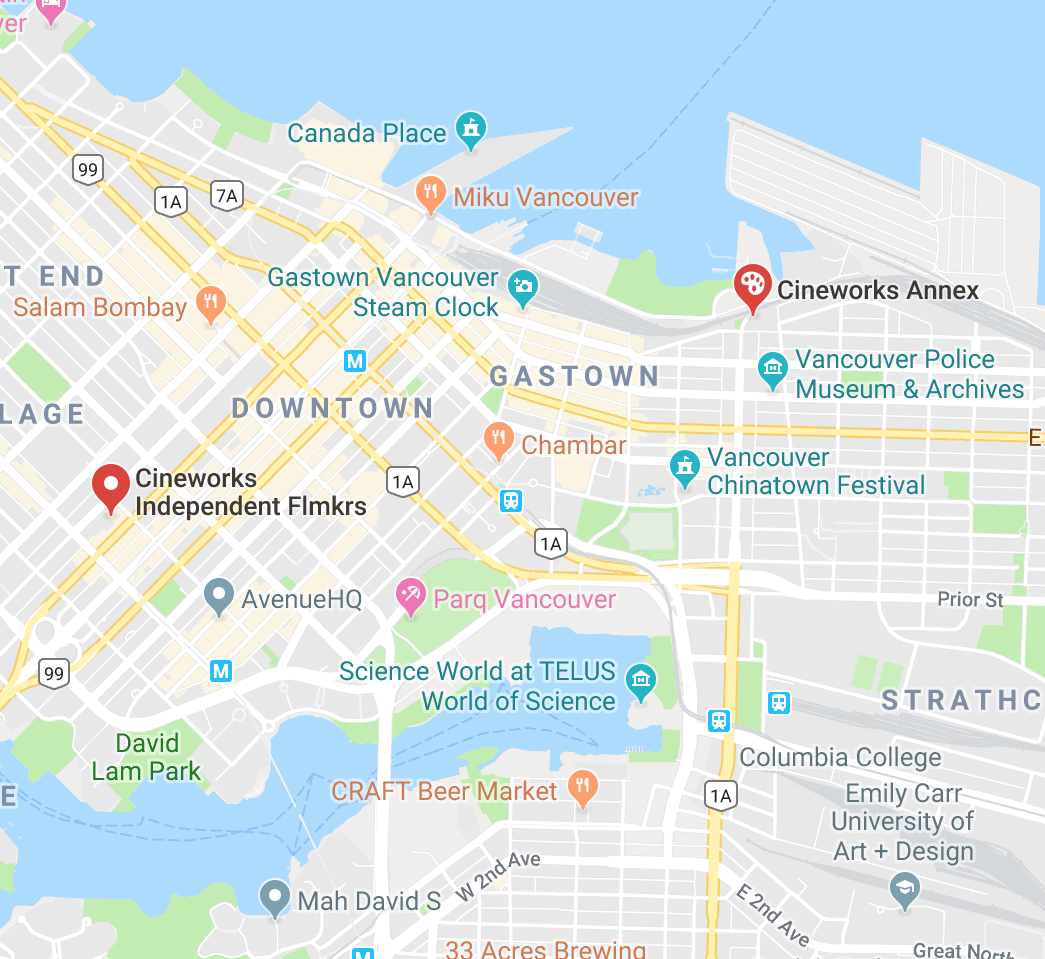 ver
Canada Place
99
1A
7A
Miku Vancouver
T END
Gastown Vancouver
Steam Clock
Cineworks Annex
Salam Bombay
M
Vancouver Police
Museum & Archives
GASTOWN
LAGE
DOWNTOWN
E
Chambar
Vancouver
Chinatown Festival
Cineworks
Independent Flmkrs
1A
1A
AvenueHQ
Parq Vancouver
Prior St
99
M
Science World at TELUS
World of Science
STRATHC
David
Lam Park
Columbia College
E
CRAFT Beer Market
1A
Emily Carr
University of
Art + Design
W 2nd Ave
Mah David S
E 2nd Ave
33 Acres Brewing
M
Great North